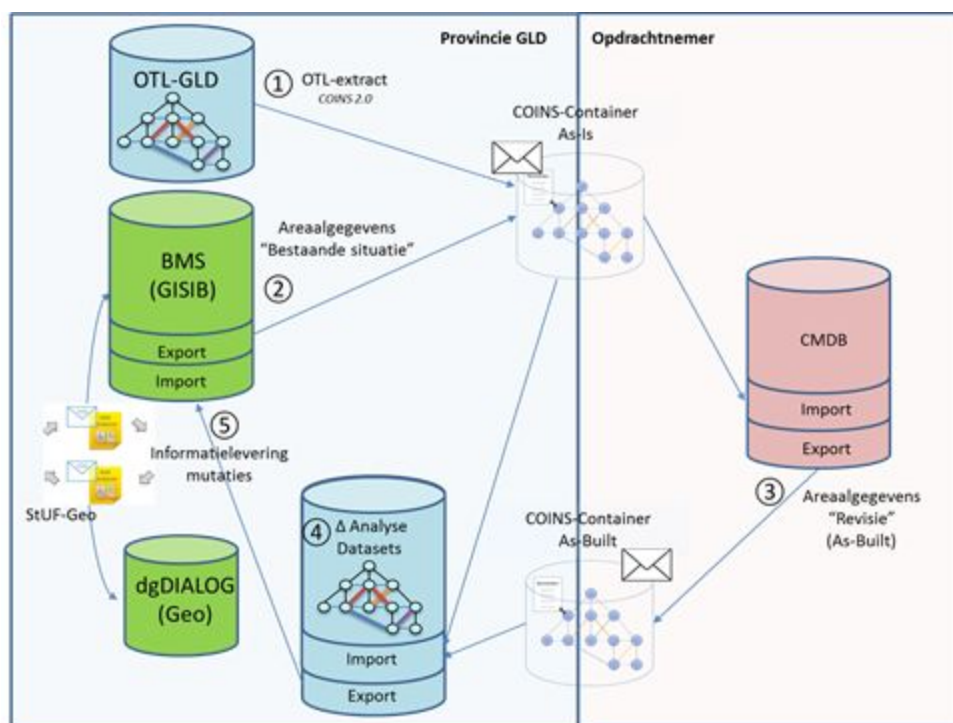 Provincie GLD
Opdrachtnemer
OTL-GLD
① OTL-extract
COINS 2.0
COINS-Container
As-Is
BMS
(GISIB)
Export
Import
Areaalgegevens
"Bestaande situatie"
②
CMDB
Import
Export
⑤
Informatielevering
mutaties
StUF-Geo
dgDIALOG
(Geo)
④ Δ Analyse
Datasets
Import
Export
COINS-Container
As-Built
③ Areaalgegevens
"Revisie"
(As-Built)